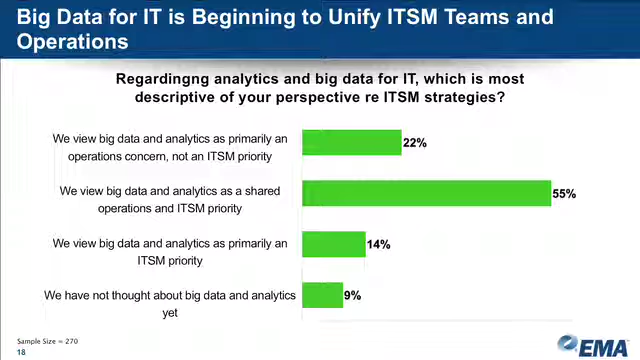 Big Data for IT is Beginning to Unify ITSM Teams and
Operations
Regardingng analytics and big data for IT, which is most
descriptive of your perspective re ITSM strategies?
We view big data and analytics as primarily an
operations concern, not an ITSM priority
22%
We view big data and analytics as a shared
operations and ITSM priority
55%
We view big data and analytics as primarily an
ITSM priority
14%
We have not thought about big data and analytics
yet
9%
Sample Size = 270
18
EMA